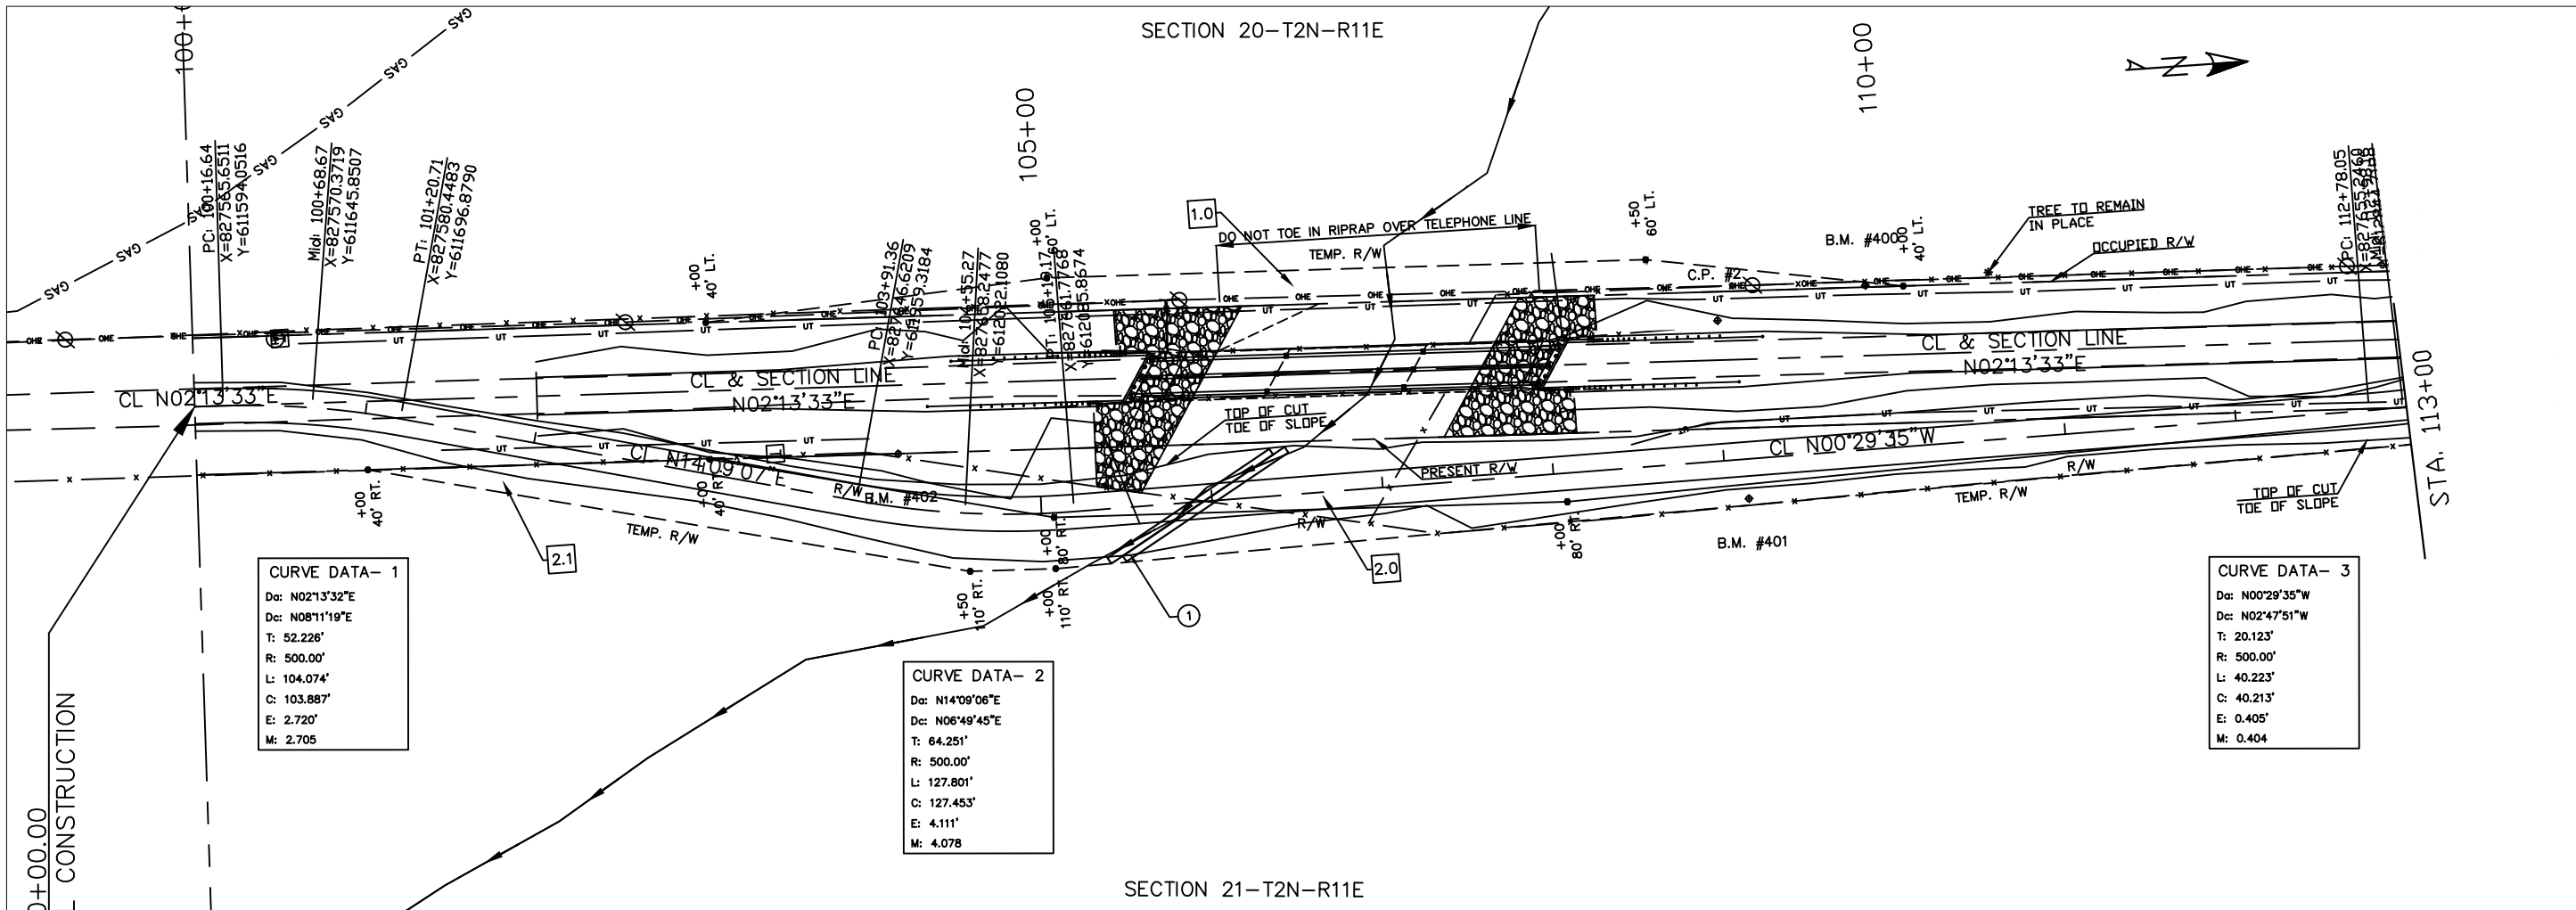 SECTION 20-T2N-R11E
105+00
110+00
N
GAS
GAS
GAS
GAS
GAS
GAS
GAS
PC: 100+16.64
X=827565.6511
Y=611594.0516
Mid: 100+68.67
X=827570.3719
Y=611645.8507
PT: 101+20.71
X=827580.4483
Y=611696.8790
+00
40' LT.
PC: 103+91.36
Mid: 104+55.27
+00
60' LT.
1.0
DO NOT TOE IN RIPRAP OVER TELEPHONE LINE
TEMP. R/W
+50
60' LT.
C.P. #2
B.M. #400
+00
40' LT.
TREE TO REMAIN
IN PLACE
OCCUPIED R/W
PC: 112+78.05
CL N02°13'33"E
CL & SECTION LINE
N02°13'33"E
CL & SECTION LINE
N02°13'33"E
TOP OF CUT
TOE OF SLOPE
CL N14°09'07"E
R/W
B.M. #402
PRESENT R/W
CL N00°29'35"W
R/W
TEMP. R/W
TOP OF CUT
TOE OF SLOPE
STA. 113+00
+00
40' RT.
+00
40' RT.
2.1
TEMP. R/W
R/W
+50
110' RT.
+00
80' RT.
+00
110' RT.
1
2.0
+00
80' RT.
B.M. #401
CURVE DATA- 1
Da: N02°13'32"E
Dc: N08°11'19"E
T: 52.226'
R: 500.00'
L: 104.074'
C: 103.887'
E: 2.720'
M: 2.705
CURVE DATA- 2
Da: N14°09'06"E
Dc: N06°49'45"E
T: 64.251'
R: 500.00'
L: 127.801'
C: 127.453'
E: 4.111'
M: 4.078
CURVE DATA- 3
Da: N00°29'35"W
Dc: N02°47'51"W
T: 20.123'
R: 500.00'
L: 40.223'
C: 40.213'
E: 0.405'
M: 0.404
0+00.00
CONSTRUCTION
SECTION 21-T2N-R11E